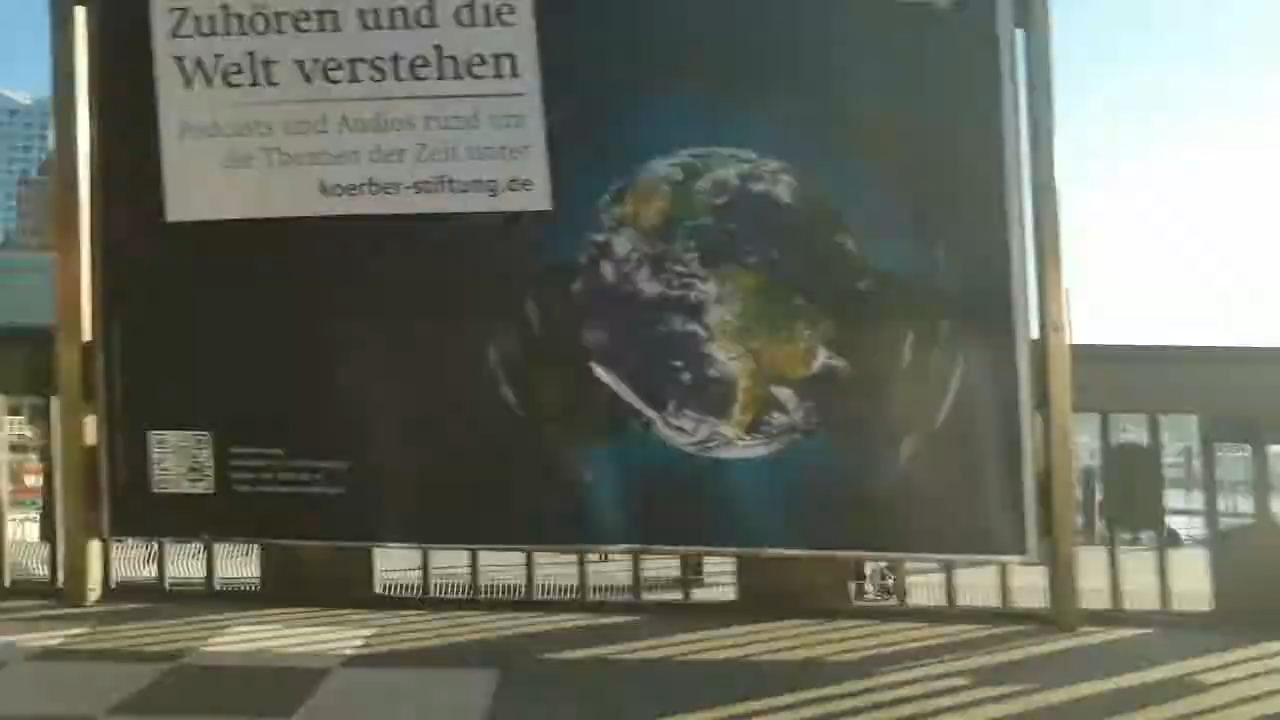 Zuhören und die
Welt verstehen
Podcasts und Audios rund um
die Themen der Zeit unter
koerber-stiftung.de